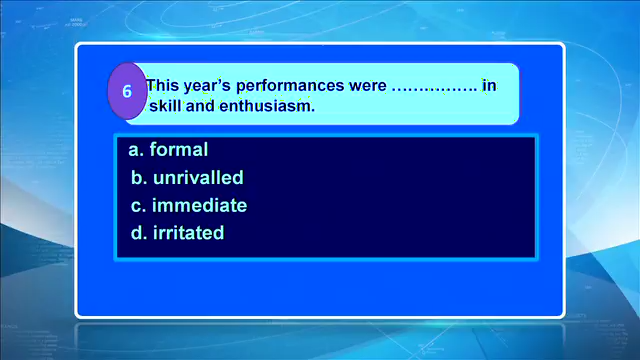 6
This year's performances were ................ in
skill and enthusiasm.
a. formal
b. unrivalled
c. immediate
d. irritated